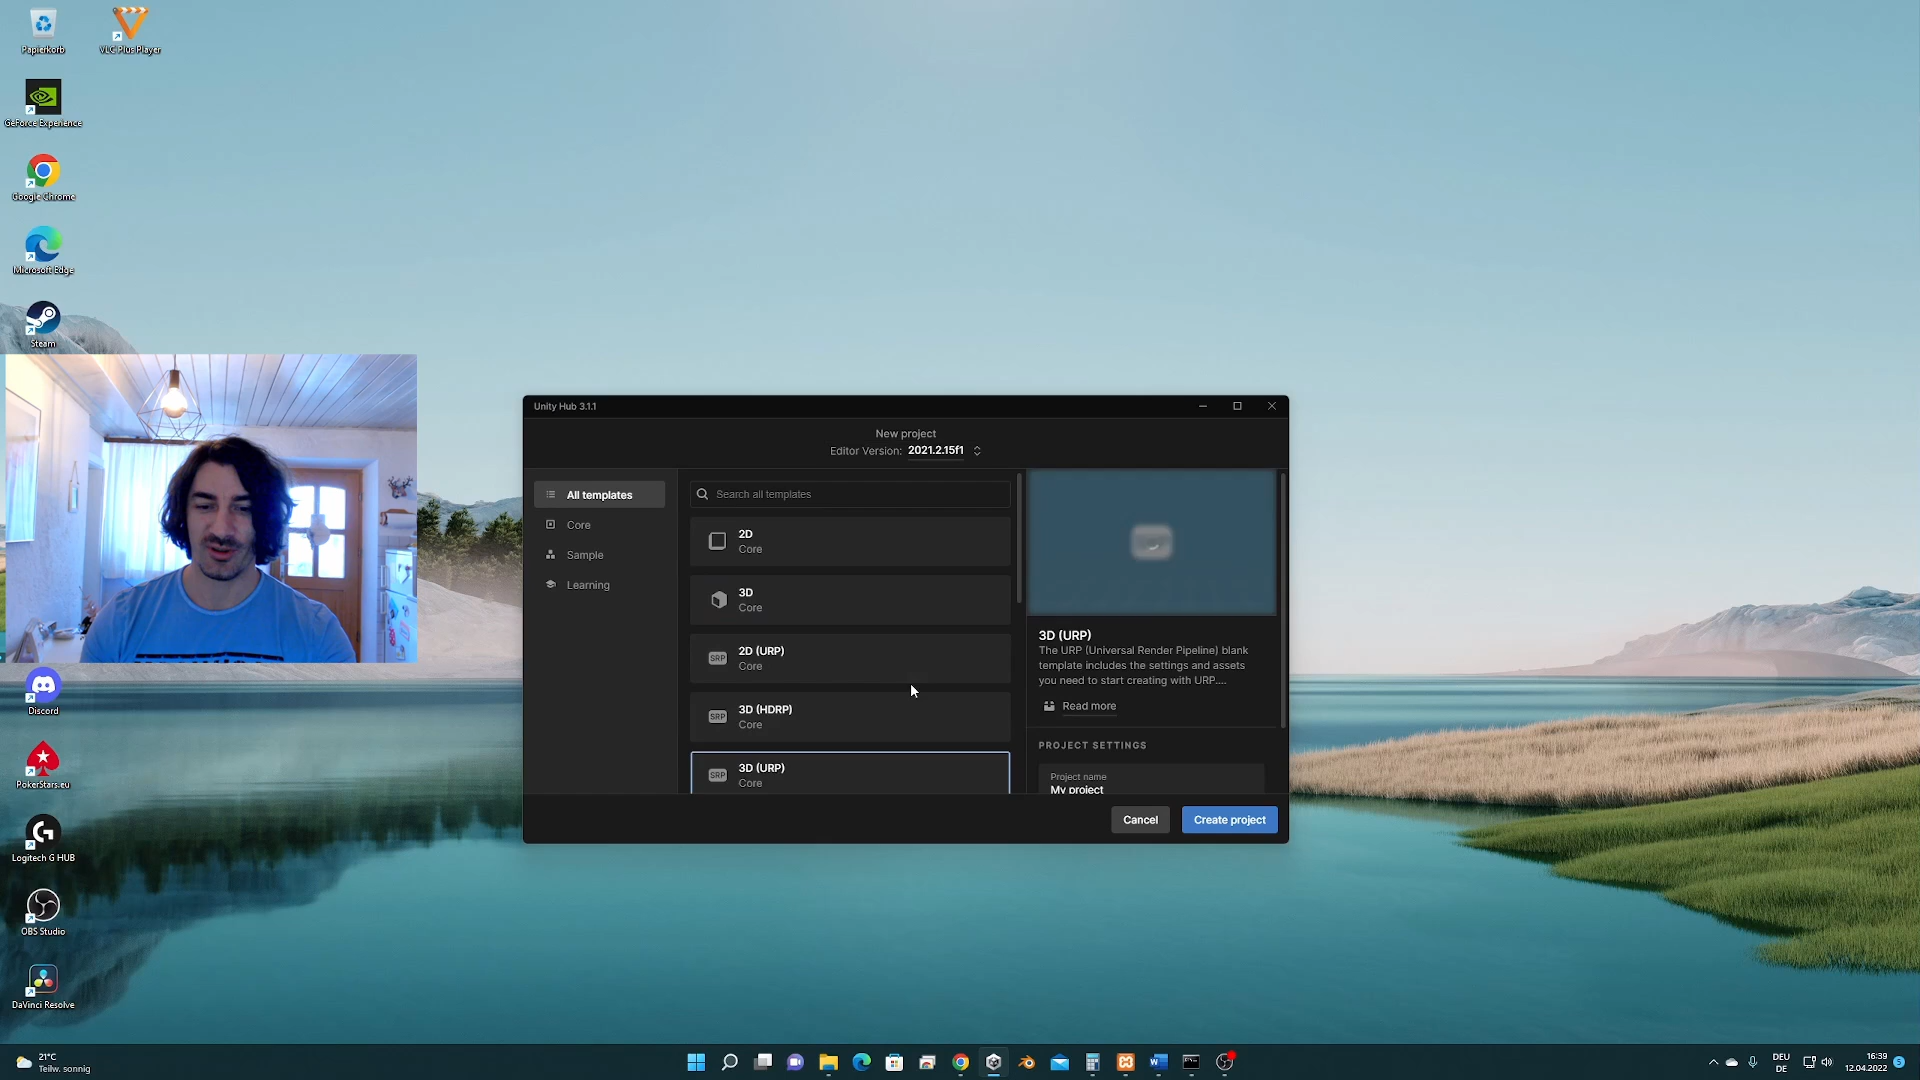 Papierkorb
VLC Plus Player
GeForce Experience
Google Chrome
Microsoft Edge
Steam
Discord
PokerStars.eu
Logitech G HUB
OBS Studio
DaVinci Resolve
Unity Hub 3.1.1
New project
Editor Version: 2021.2.15f1
All templates
Core
Sample
Learning
Search all templates
2D
Core
3D
Core
SRP
2D (URP)
Core
SRP
3D (HDRP)
Core
SRP
3D (URP)
Core
3D (URP)
The URP (Universal Render Pipeline) blank
template includes the settings and assets
you need to start creating with URP....
Read more
PROJECT SETTINGS
Project name
My project
Cancel
Create project
21°C
Teilw. sonnig
DEU
DE
16:39
12.04.2022
5